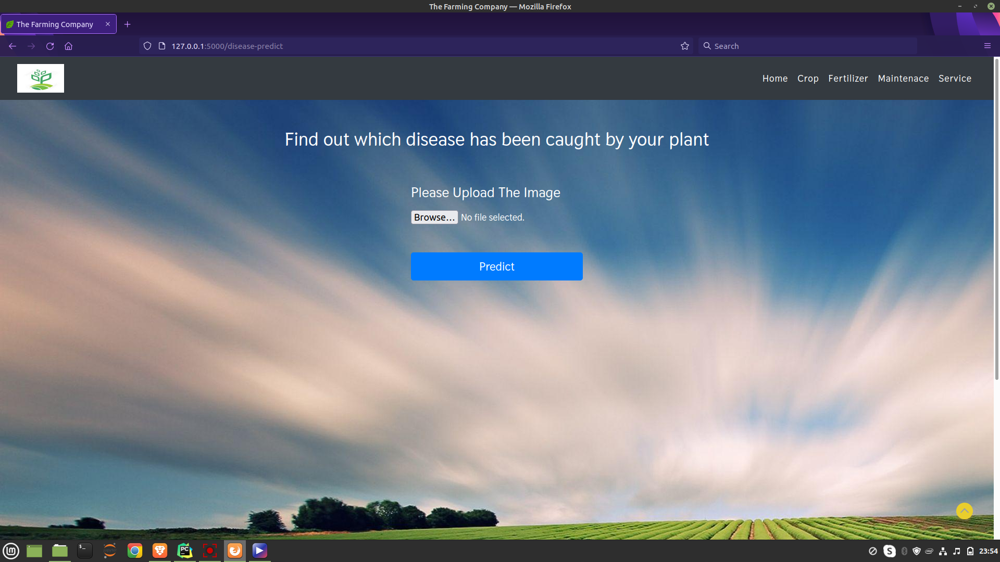 The Farming Company — Mozilla Firefox
The Farming Company
127.0.0.1:5000/disease-predict
Search
Home Crop Fertilizer Maintenace Service
Find out which disease has been caught by your plant
Please Upload The Image
Browse... No file selected.
Predict
$_
PC
S
23:54